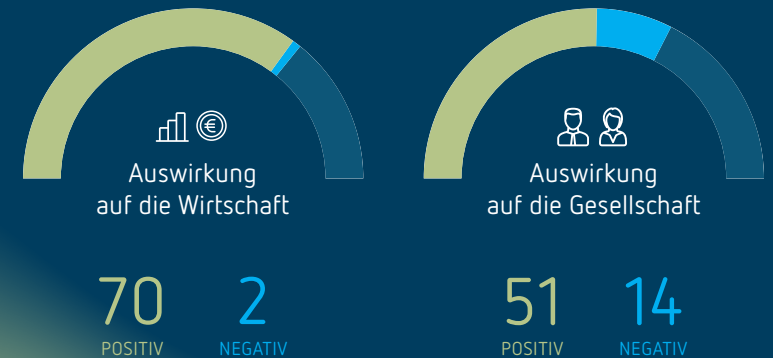 Auswirkung
auf die Wirtschaft
70 2
POSITIV NEGATIV
Auswirkung
auf die Gesellschaft
51 14
POSITIV NEGATIV